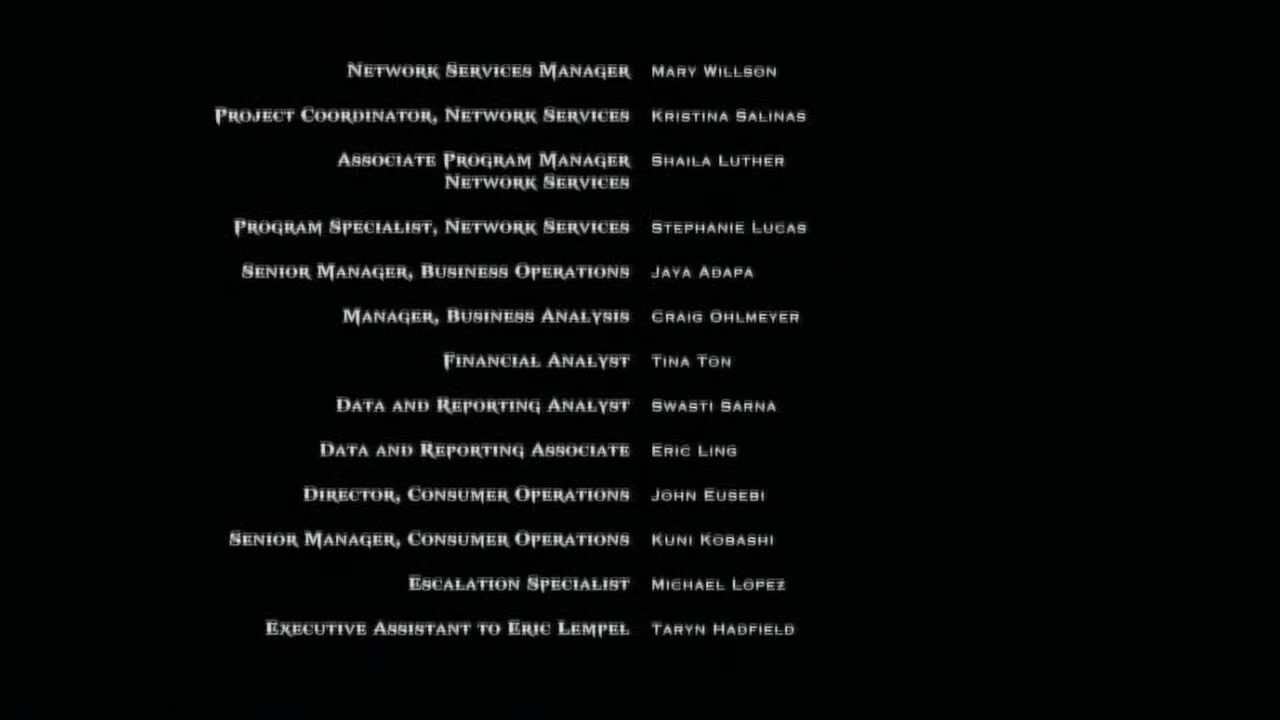 Network Services Manager Mary Willson
Project Coordinator, Network Services Kristina Salinas
Associate Program Manager Shaila Luther
Network Services
Program Specialist, Network Services Stephanie Lucas
Senior Manager, Business Operations Jaya Adapa
Manager, Business Analysis Craig Ohlmeyer
Financial Analyst Tina Ton
Data and Reporting Analyst Swasti Sarna
Data and Reporting Associate Eric Ling
Director, Consumer Operations John Eusebi
Senior Manager, Consumer Operations Kuni Kobashi
Escalation Specialist Michael Lopez
Executive Assistant to Eric Lempel Taryn Hadfield